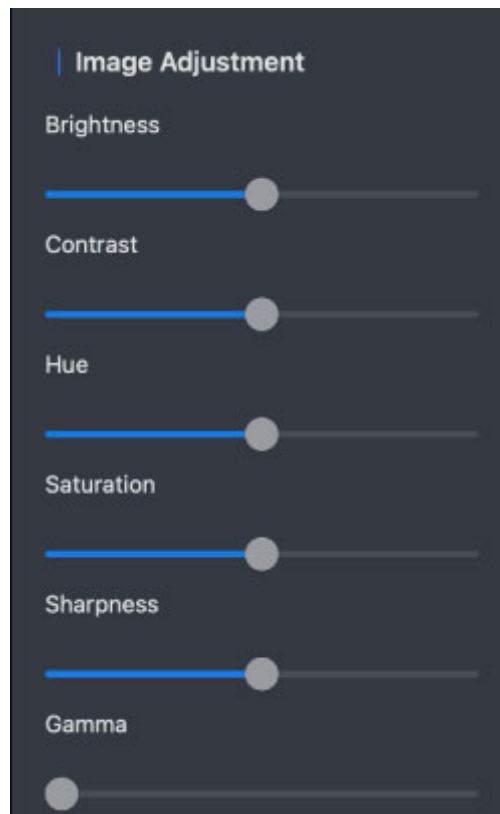 Image Adjustment
Brightness
Contrast
Hue
Saturation
Sharpness
Gamma